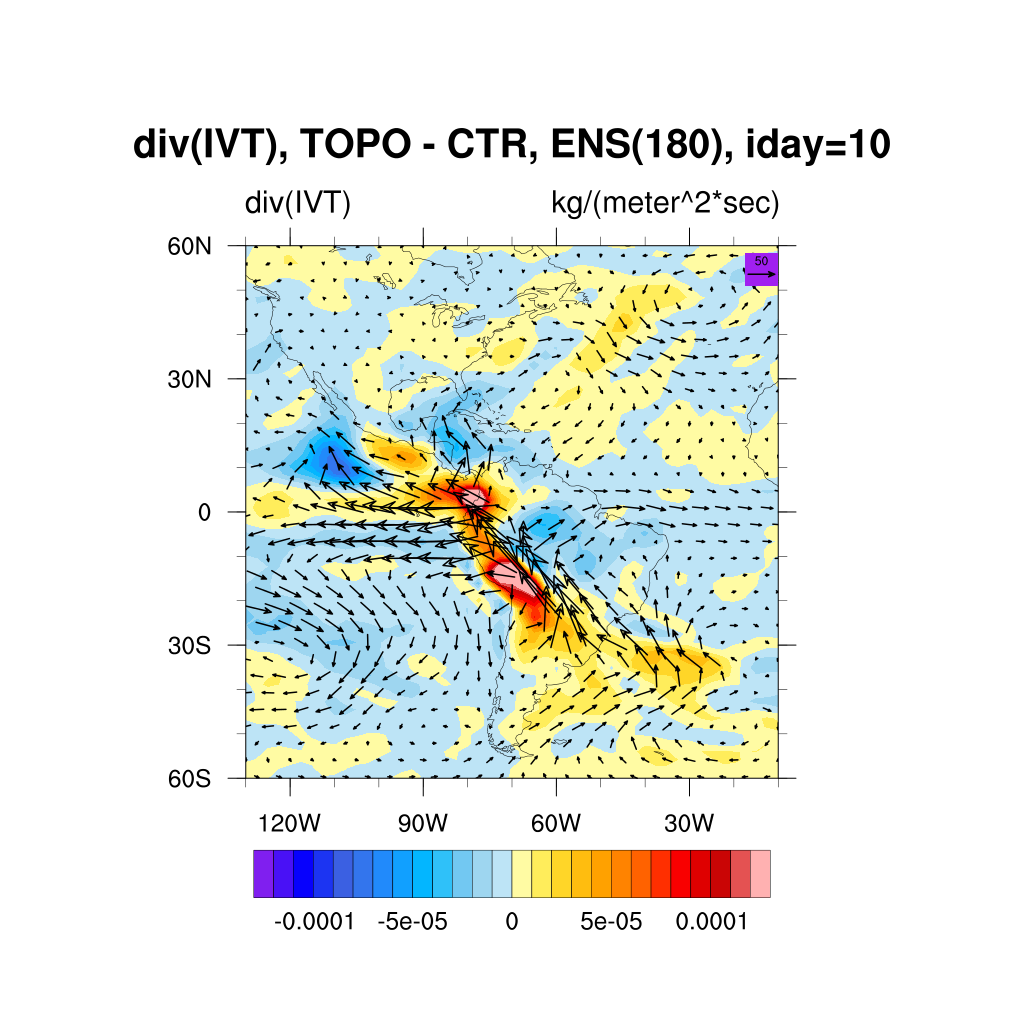 div(IVT), TOPO - CTR, ENS(180), iday=10
div(IVT) kg/(meter^2*sec)
60N
50
30N
0
30S
60S
120W 90W 60W 30W
-0.0001 -5e-05 0 5e-05 0.0001